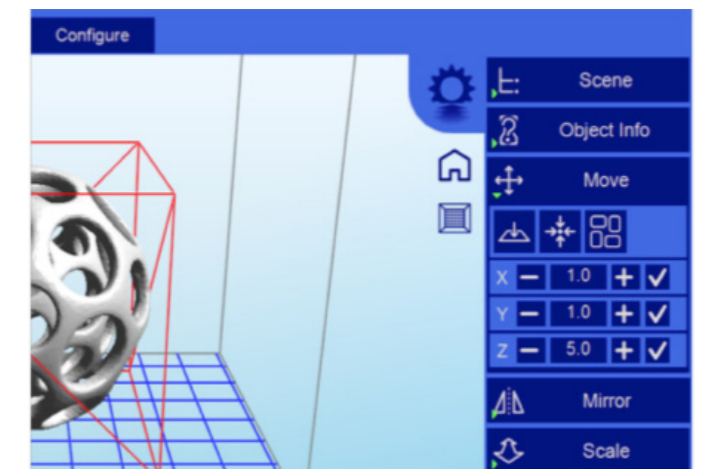 Configure
Scene
Object Info
Move
X 1.0
Y 1.0
Z 5.0
Mirror
Scale